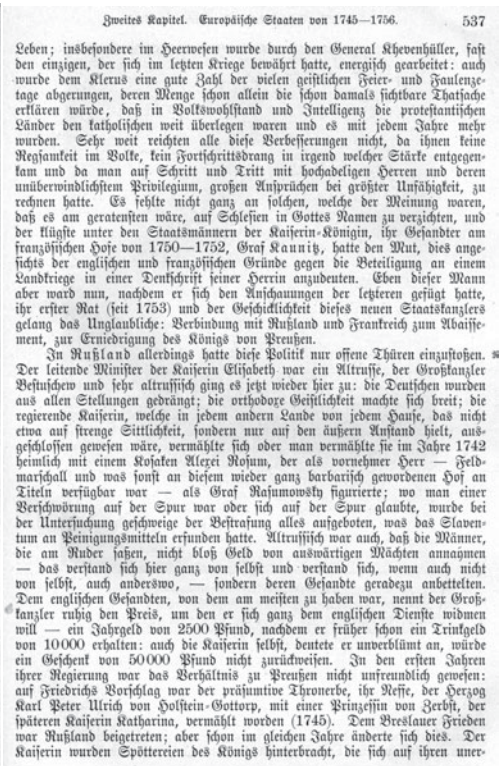 Zweites Kapitel. Europäische Staaten von 1745—1756. 537
Leben; insbesondere im Heerwesen wurde durch den General Khevenhüller, fast
den einzigen, der sich im letzten Kriege bewährt hatte, energisch gearbeitet: auch
wurde dem Klerus eine gute Zahl der vielen geistlichen Feier- und Faulenze-
tage abgerungen, deren Menge schon allein die schon damals sichtbare Thatsache
erklären würde, daß in Volkswohlstand und Intelligenz die protestantischen
Länder den katholischen weit überlegen waren und es mit jedem Jahre mehr
wurden. Sehr weit reichten alle diese Verbesserungen nicht, da ihnen keine
Regsamkeit im Volke, kein Fortschrittsdrang in irgend welcher Stärke entgegen-
kam und da man auf Schritt und Tritt mit hochadeligen Herren und deren
unüberwindlichstem Privilegium, großen Ansprüchen bei größter Unfähigkeit, zu
rechnen hatte. Es fehlte nicht ganz an solchen, welche der Meinung waren,
daß es am geratensten wäre, auf Schlesien in Gottes Namen zu verzichten, und
der klügste unter den Staatsmännern der Kaiserin-Königin, ihr Gesandter am
französischen Hofe von 1750—1752, Graf Kaunitz, hatte den Mut, dies ange-
sichts der englischen und französischen Gründe gegen die Beteiligung an einem
Landkriege in einer Denkschrift seiner Herrin anzudeuten. Eben dieser Mann
aber ward nun, nachdem er sich den Anschauungen der letzteren gefügt hatte,
ihr erster Rat (seit 1753) und der Geschicklichkeit dieses neuen Staatskanzlers
gelang das Unglaubliche: Verbindung mit Rußland und Frankreich zum Abaisse-
ment, zur Erniedrigung des Königs von Preußen.
In Rußland allerdings hatte diese Politik nur offene Thüren einzustoßen.
Der leitende Minister der Kaiserin Elisabeth war ein Altrusse, der Großkanzler
Bestuschew und sehr altrussisch ging es jetzt wieder hier zu: die Deutschen wurden
aus allen Stellungen gedrängt; die orthodoxe Geistlichkeit machte sich breit; die
regierende Kaiserin, welche in jedem andern Lande von jedem Hause, das nicht
etwa auf strenge Sittlichkeit, sondern nur auf den äußern Anstand hielt, aus-
geschlossen gewesen wäre, vermählte sich oder man vermählte sie im Jahre 1742
heimlich mit einem Kosaken Alexei Rosum, der als vornehmer Herr — Feld-
marschall und was sonst an diesem wieder ganz barbarisch gewordenen Hof an
Titeln verfügbar war — als Graf Rasumowsky figurierte; wo man einer
Verschwörung auf der Spur war oder sich auf der Spur glaubte, wurde bei
der Untersuchung geschweige der Bestrafung alles aufgeboten, was das Slaven-
tum an Peinigungsmitteln erfunden hatte. Altrussisch war auch, daß die Männer,
die am Ruder saßen, nicht bloß Geld von auswärtigen Mächten annahmen
— das verstand sich hier ganz von selbst und verstand sich, wenn auch nicht
von selbst, auch anderswo, — sondern deren Gesandte geradezu anbettelten.
Dem englischen Gesandten, von dem am meisten zu haben war, nennt der Groß-
kanzler ruhig den Preis, um den er sich ganz dem englischen Dienste widmen
will — ein Jahrgeld von 2500 Pfund, nachdem er früher schon ein Trinkgeld
von 10000 erhalten: auch die Kaiserin selbst, deutete er unverblümt an, würde
ein Geschenk von 50000 Pfund nicht zurückweisen. In den ersten Jahren
ihrer Regierung war das Verhältnis zu Preußen nicht unfreundlich gewesen:
auf Friedrichs Vorschlag war der präsumtive Thronerbe, ihr Neffe, der Herzog
Karl Peter Ulrich von Holstein-Gottorp, mit einer Prinzessin von Zerbst, der
späteren Kaiserin Katharina, vermählt worden (1745). Dem Breslauer Frieden
war Rußland beigetreten; aber schon im gleichen Jahre änderte sich dies. Der
Kaiserin wurden Spöttereien des Königs hinterbracht, die sich auf ihren uner-